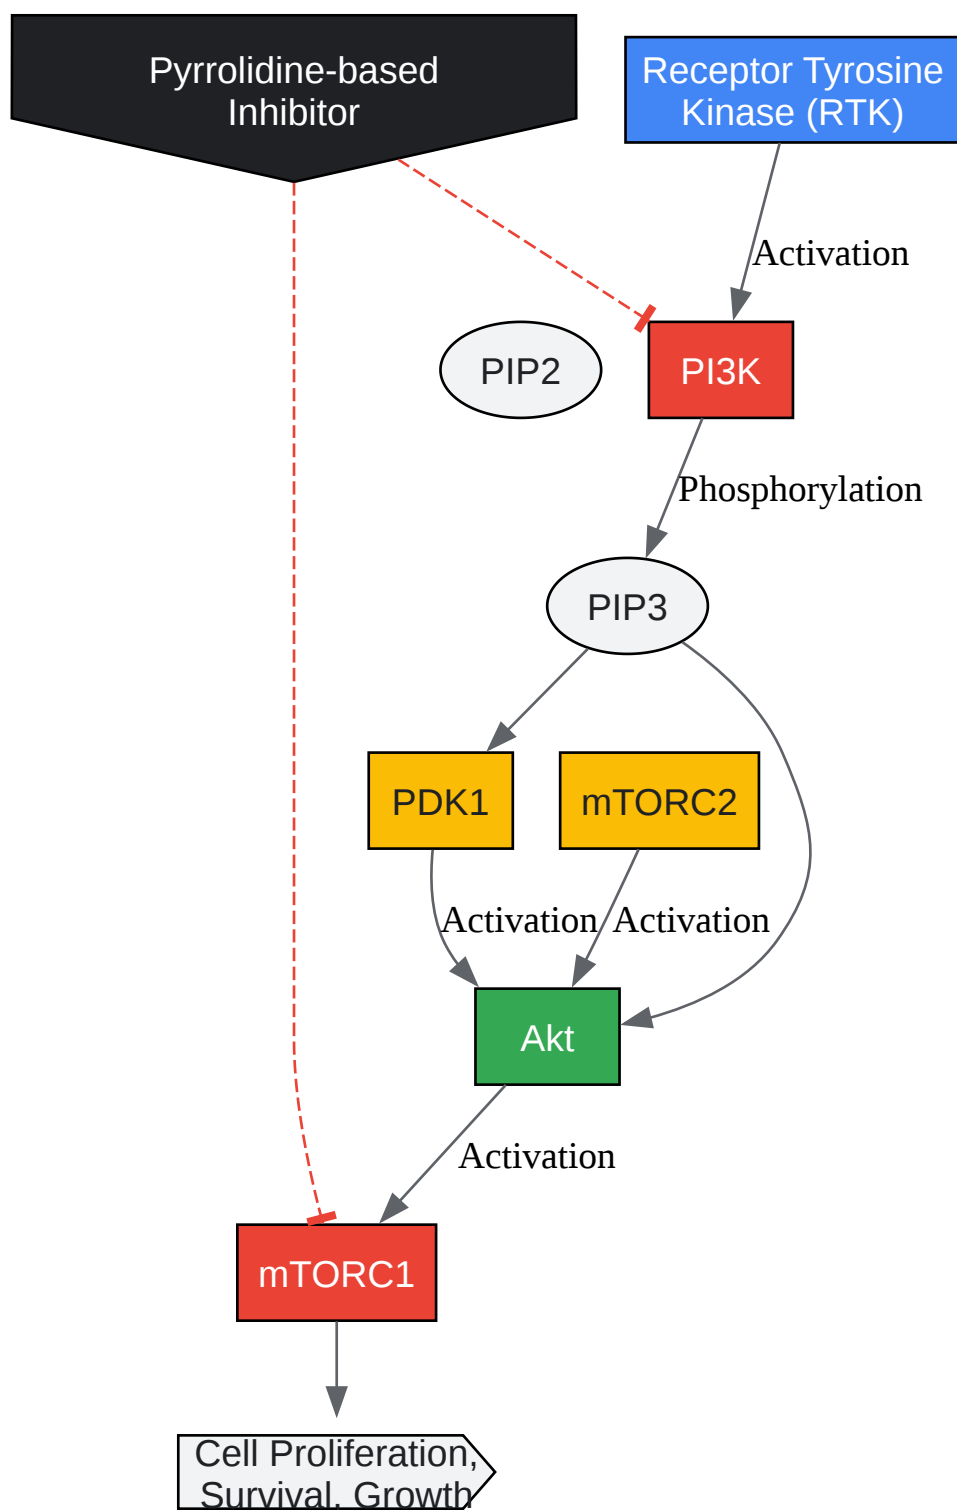 Pyrrolidine-based
Inhibitor
Receptor Tyrosine
Kinase (RTK)
Activation
PIP2
PI3K
Phosphorylation
PIP3
PDK1
mTORC2
Activation
Activation
Akt
Activation
mTORC1
Cell Proliferation,
Survival, Growth